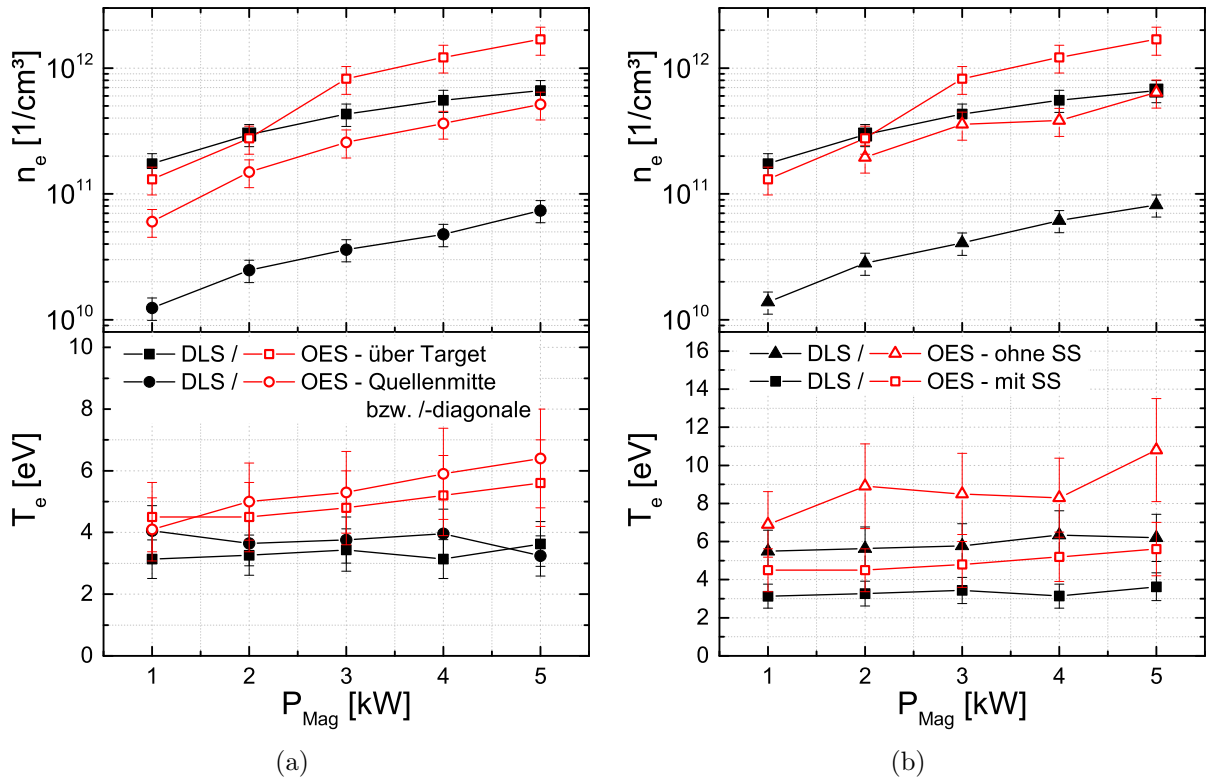 n_e [1/cm³]
10^12
10^11
10^10
DLS / OES - über Target
DLS / OES - Quellenmitte
bzw. /-diagonale
T_e [eV]
10
8
6
4
2
0
1 2 3 4 5
P_Mag [kW]
(a)
n_e [1/cm³]
10^12
10^11
10^10
DLS / OES - ohne SS
DLS / OES - mit SS
T_e [eV]
16
14
12
10
8
6
4
2
0
1 2 3 4 5
P_Mag [kW]
(b)